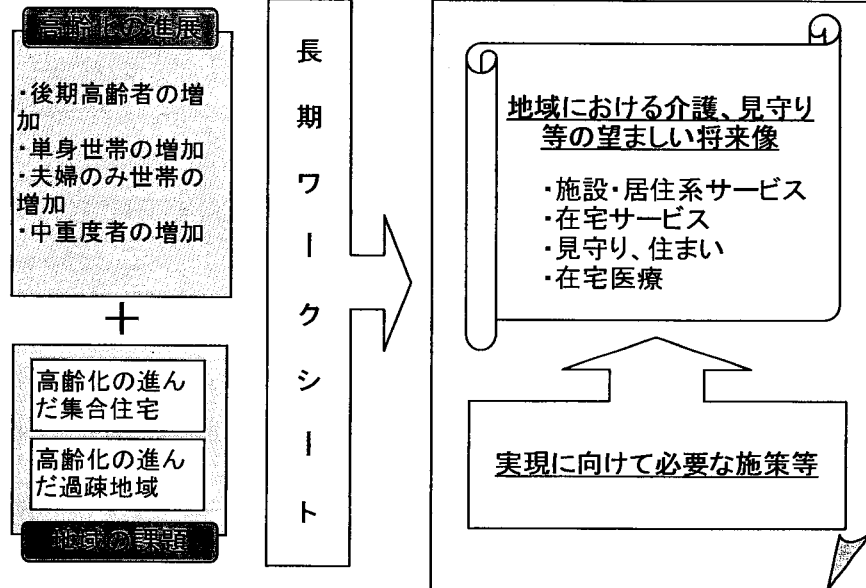 高齢化の進展
・後期高齢者の増
加
・単身世帯の増加
・夫婦のみ世帯の
増加
・中重度者の増加
＋
高齢化の進ん
だ集合住宅
高齢化の進ん
だ過疎地域
地域の課題
長期ワークシート
地域における介護、見守り
等の望ましい将来像
・施設・居住系サービス
・在宅サービス
・見守り、住まい
・在宅医療
実現に向けて必要な施策等